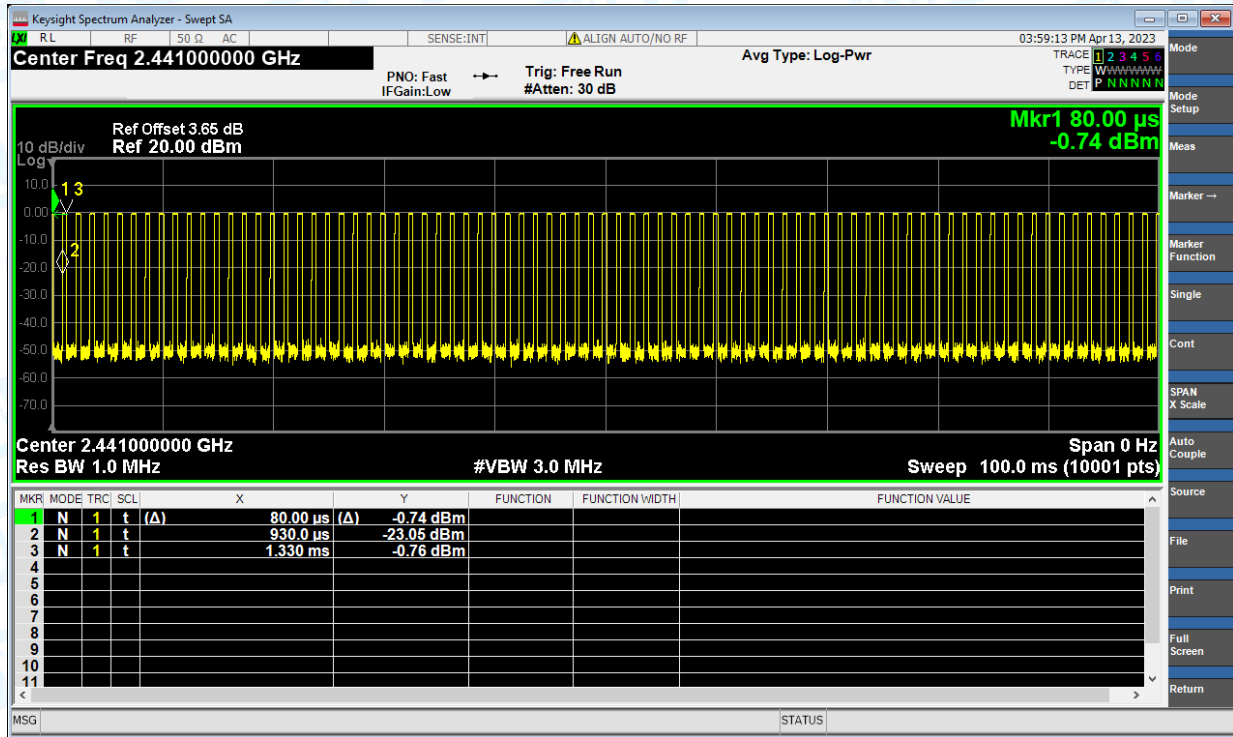 Keysight Spectrum Analyzer - Swept SA
LXI RL RF 50 Ω AC SENSE:INT ALIGN AUTO/NO RF 03:59:13 PM Apr 13, 2023
Center Freq 2.441000000 GHz
PNO: Fast
IFGain:Low
Trig: Free Run
#Atten: 30 dB
Avg Type: Log-Pwr
TRACE 1 2 3 4 5 6
TYPE WWWWWW
DET P N N N N N
Ref Offset 3.65 dB
Ref 20.00 dBm
10 dB/div
Log
Mkr1 80.00 µs
-0.74 dBm
10.0
0.00
-10.0
-20.0
-30.0
-40.0
-50.0
-60.0
-70.0
1 3
2
Center 2.441000000 GHz
Res BW 1.0 MHz
#VBW 3.0 MHz
Span 0 Hz
Sweep 100.0 ms (10001 pts)
MKR MODE TRC SCL X Y FUNCTION FUNCTION WIDTH FUNCTION VALUE
1 N 1 t (Δ) 80.00 µs (Δ) -0.74 dBm
2 N 1 t 930.0 µs -23.05 dBm
3 N 1 t 1.330 ms -0.76 dBm
4
5
6
7
8
9
10
11
MSG
STATUS
Mode
Mode
Setup
Meas
Marker →
Marker
Function
Single
Cont
SPAN
X Scale
Auto
Couple
Source
File
Print
Full
Screen
Return